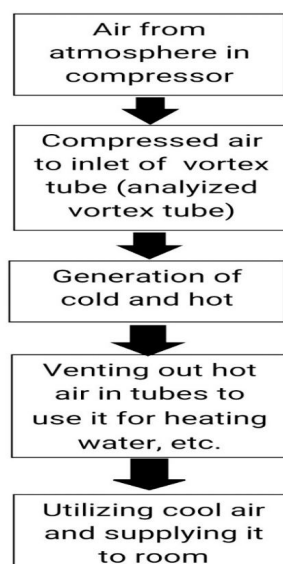 Air from
atmosphere in
compressor
Compressed air
to inlet of vortex
tube (analyized
vortex tube)
Generation of
cold and hot
Venting out hot
air in tubes to
use it for heating
water, etc.
Utilizing cool air
and supplying it
to room